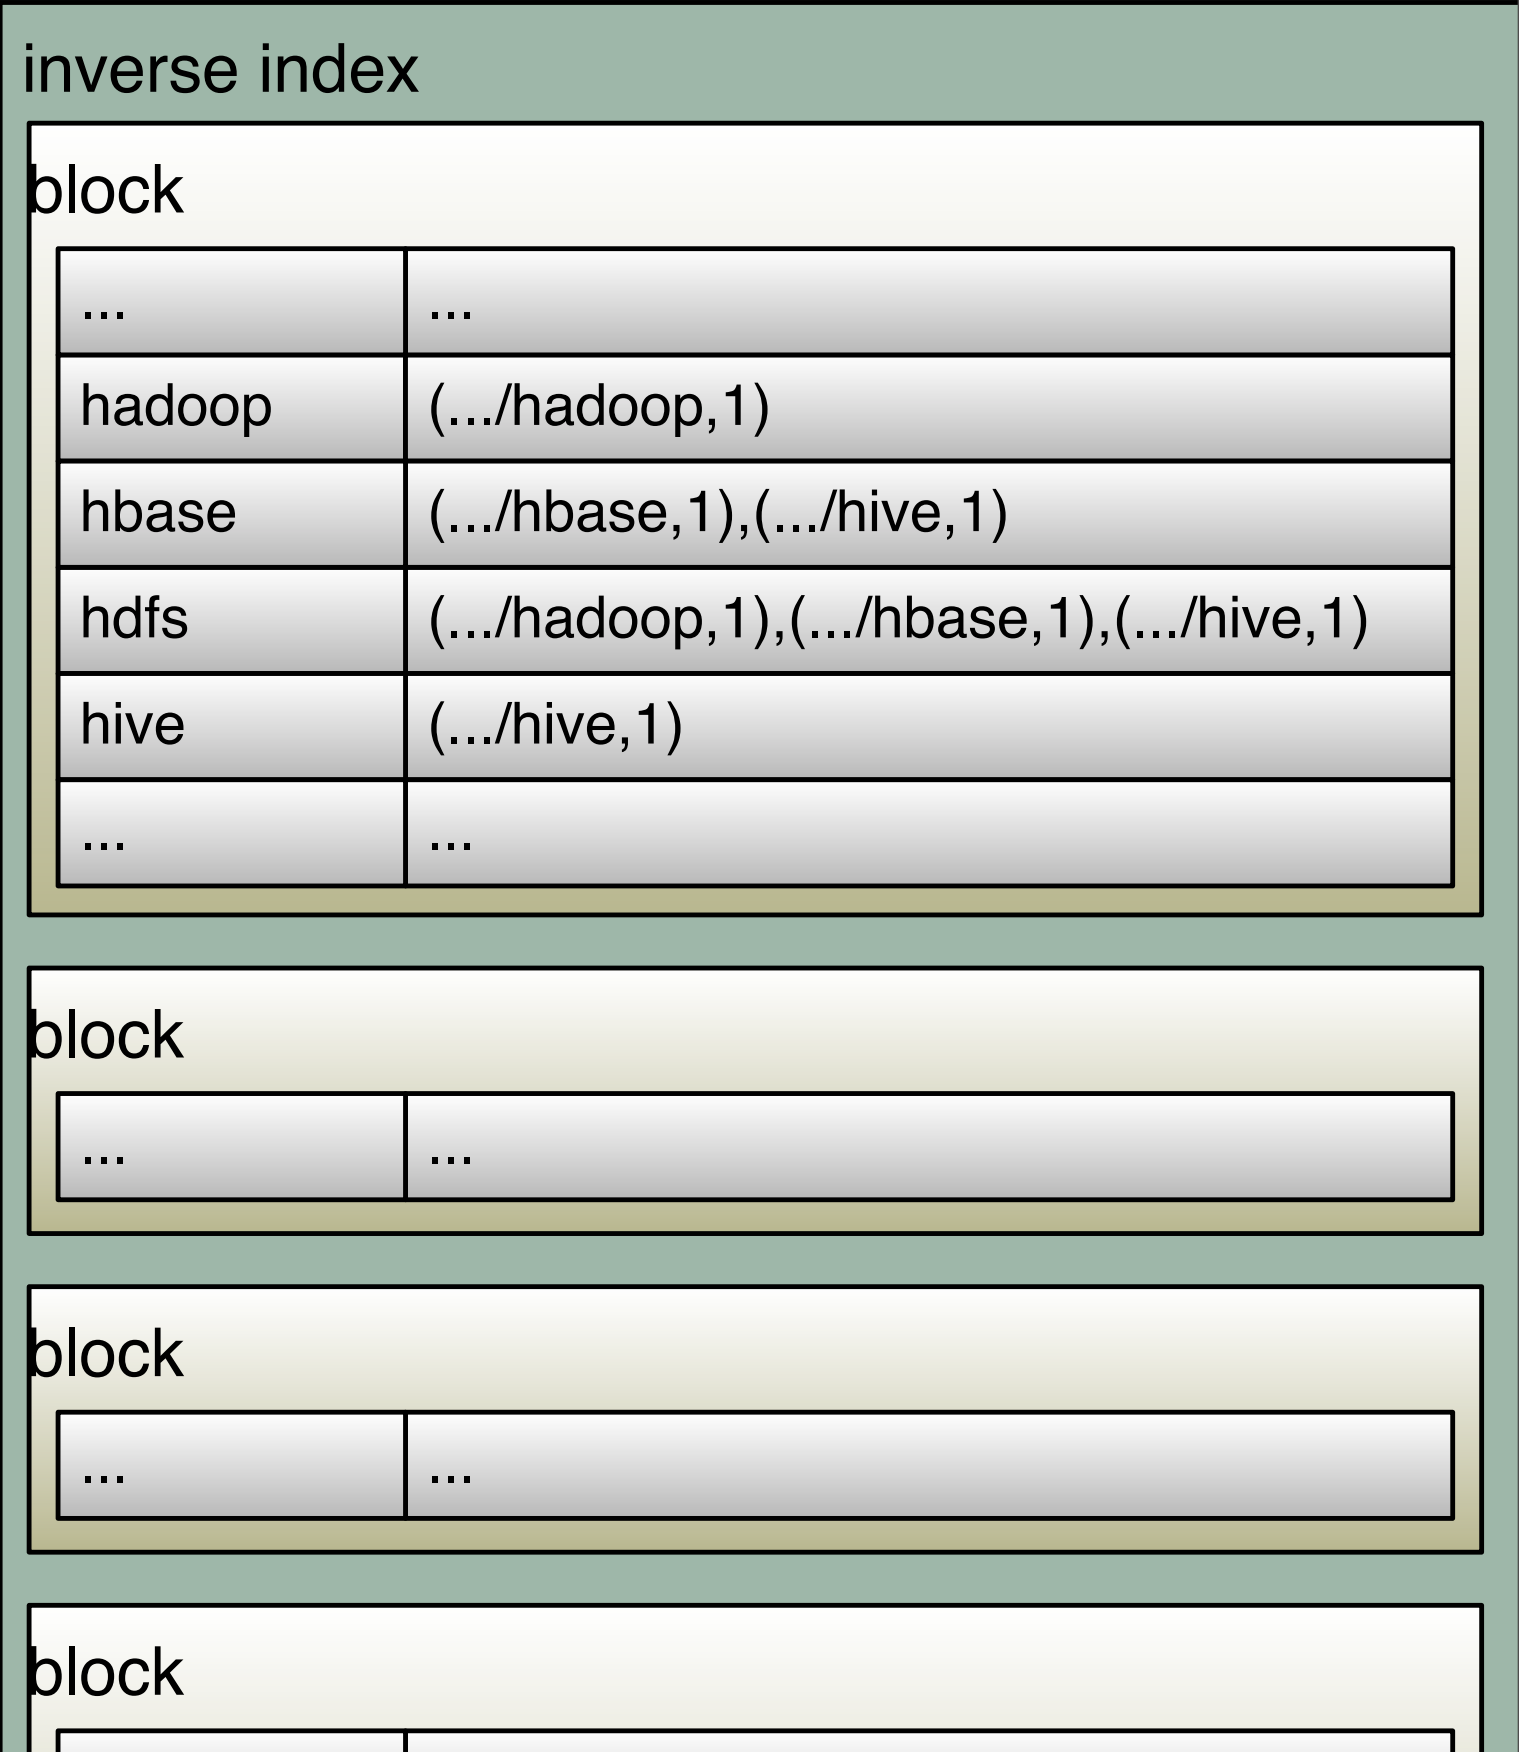 inverse index
block
... ...
hadoop (.../hadoop,1)
hbase (.../hbase,1),(.../hive,1)
hdfs (.../hadoop,1),(.../hbase,1),(.../hive,1)
hive (.../hive,1)
... ...
block
... ...
block
... ...
block